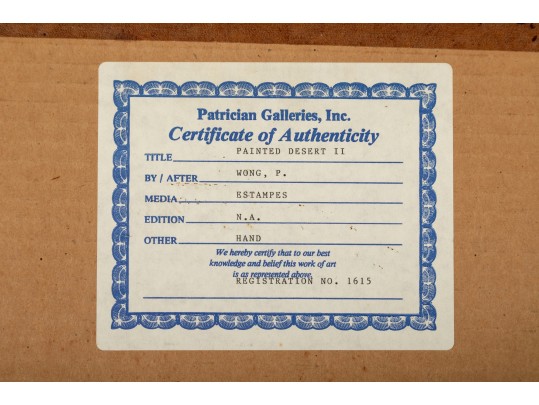 Patrician Galleries, Inc.
Certificate of Authenticity
TITLE PAINTED DESERT II
BY / AFTER WONG, P.
MEDIA ESTAMPES
EDITION N.A.
OTHER HAND
We hereby certify that to our best
knowledge and belief this work of art
is as represented above.
REGISTRATION NO. 1615